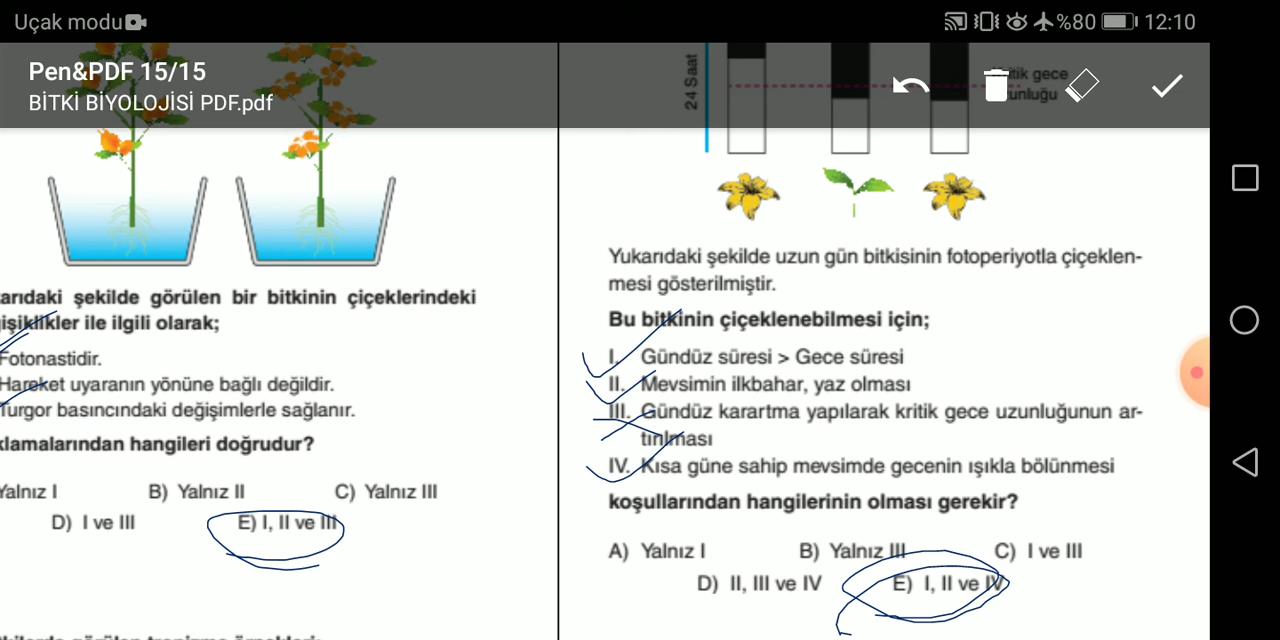 Uçak modu
%80
12:10
Pen&PDF 15/15
BİTKİ BİYOLOJİSİ PDF.pdf
arıdaki şekilde görülen bir bitkinin çiçeklerindeki
işiklikler ile ilgili olarak;
Fotonastidir.
Hareket uyaranın yönüne bağlı değildir.
Turgor basıncındaki değişimlerle sağlanır.
klamalarından hangileri doğrudur?
Yalnız I
B) Yalnız II
C) Yalnız III
D) I ve III
E) I, II ve III
24 Saat
tik gece
zunluğu
Yukarıdaki şekilde uzun gün bitkisinin fotoperiyotla çiçeklen-
mesi gösterilmiştir.
Bu bitkinin çiçeklenebilmesi için;
I. Gündüz süresi > Gece süresi
II. Mevsimin ilkbahar, yaz olması
III. Gündüz karartma yapılarak kritik gece uzunluğunun ar-
tırılması
IV. Kısa güne sahip mevsimde gecenin ışıkla bölünmesi
koşullarından hangilerinin olması gerekir?
A) Yalnız I
B) Yalnız III
C) I ve III
D) II, III ve IV
E) I, II ve IV